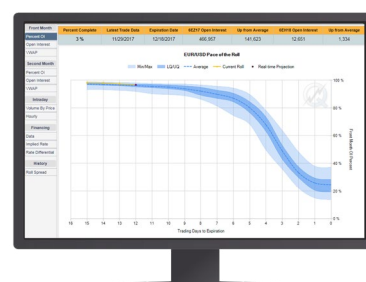 Front Month
Percent OI
Open Interest
VWAP
Second Month
Percent OI
Open Interest
VWAP
Intraday
Volume By Price
Hourly
Financing
Data
Implied Rate
Rate Differential
History
Roll Spread
Percent Complete Latest Trade Date Expiration Date 6EZ17 Open Interest Up from Average 6EH18 Open Interest Up from Average
3 % 11/29/2017 12/18/2017 466,957 141,623 12,651 1,334
EUR/USD Pace of the Roll
Min/Max LQ/UQ Average Current Roll Real-time Projection
100 %
80 %
60 %
40 %
20 %
0 %
Front Month OI Percent
16 15 14 13 12 11 10 9 8 7 6 5 4 3 2 1 0
Trading Days to Expiration